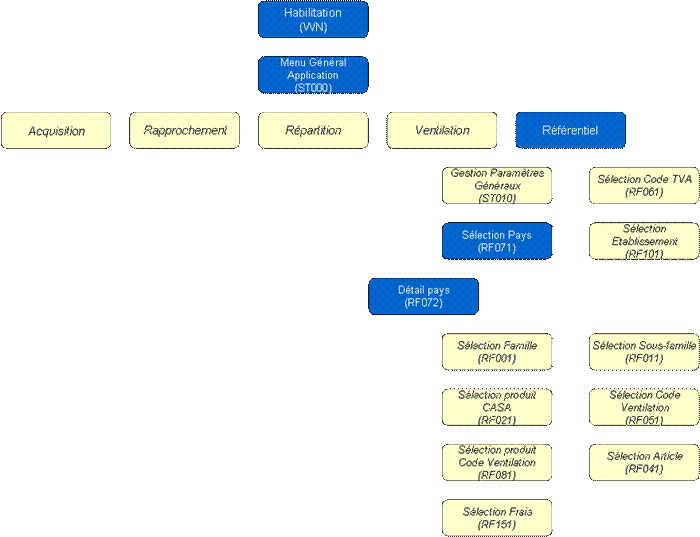 Habilitation
(VVN)
Menu Général
Application
(ST000)
Acquisition
Rapprochement
Répartition
Ventilation
Référentiel
Gestion Paramètres
Généraux
(ST010)
Sélection Code TVA
(RF061)
Sélection Pays
(RF071)
Sélection
Etablissement
(RF101)
Détail pays
(RF072)
Sélection Famille
(RF001)
Sélection Sous-famille
(RF011)
Sélection produit
CASA
(RF021)
Sélection Code
Ventilation
(RF051)
Sélection produit
Code Ventilation
(RF081)
Sélection Article
(RF041)
Sélection Frais
(RF151)